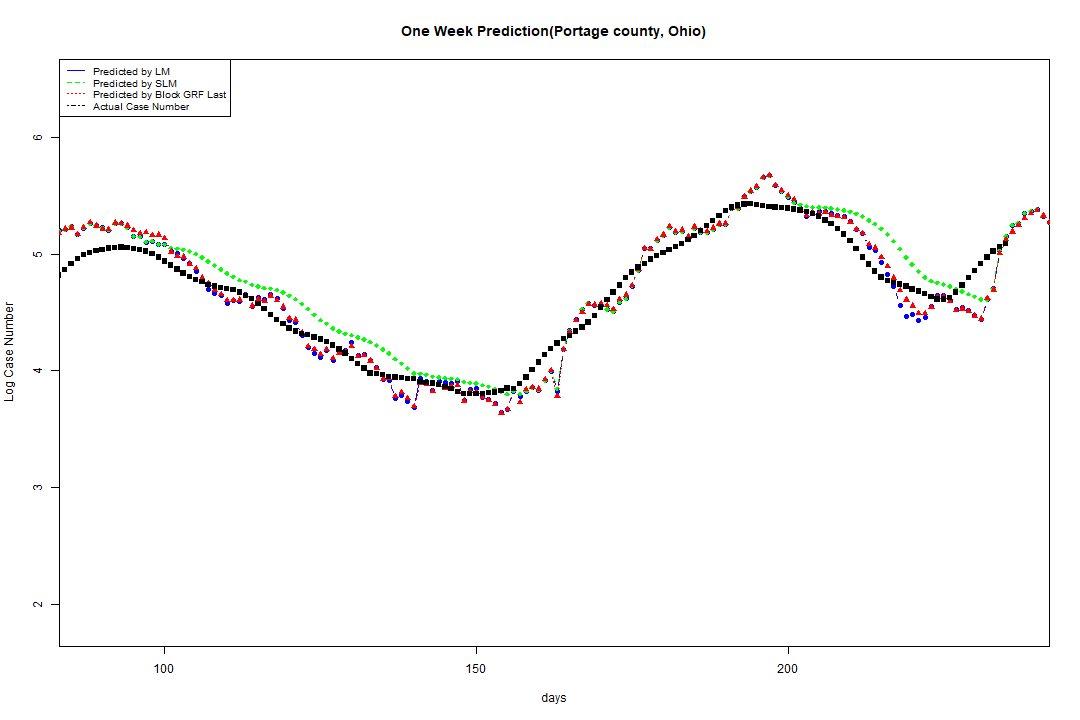 One Week Prediction(Portage county, Ohio)
Predicted by LM
Predicted by SLM
Predicted by Block GRF Last
Actual Case Number
6
5
4
3
2
Log Case Number
100 150 200
days